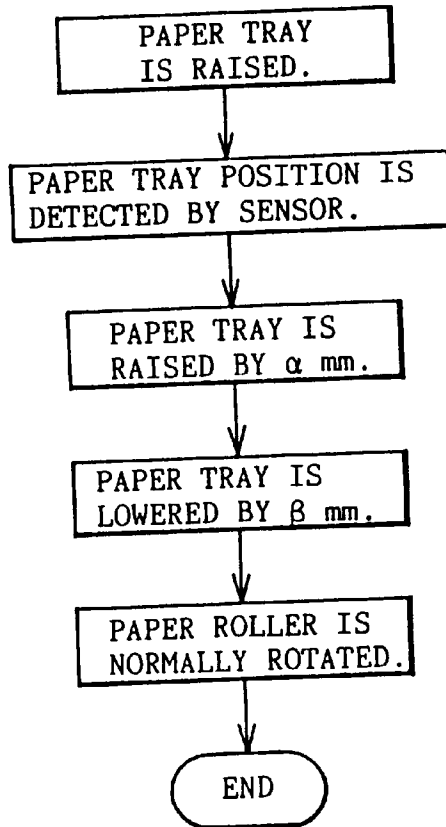 PAPER TRAY
IS RAISED.
PAPER TRAY POSITION IS
DETECTED BY SENSOR.
PAPER TRAY IS
RAISED BY α mm.
PAPER TRAY IS
LOWERED BY β mm.
PAPER ROLLER IS
NORMALLY ROTATED.
END